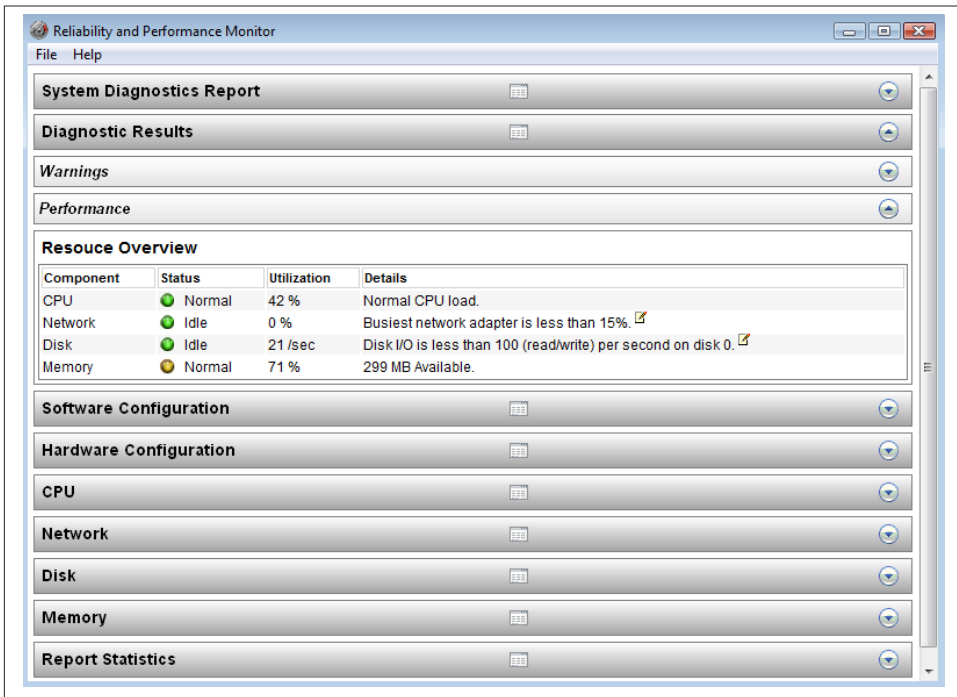 Reliability and Performance Monitor
File Help
System Diagnostics Report
Diagnostic Results
Warnings
Performance
Resouce Overview
Component Status Utilization Details
CPU Normal 42 % Normal CPU load.
Network Idle 0 % Busiest network adapter is less than 15%.
Disk Idle 21 /sec Disk I/O is less than 100 (read/write) per second on disk 0.
Memory Normal 71 % 299 MB Available.
Software Configuration
Hardware Configuration
CPU
Network
Disk
Memory
Report Statistics